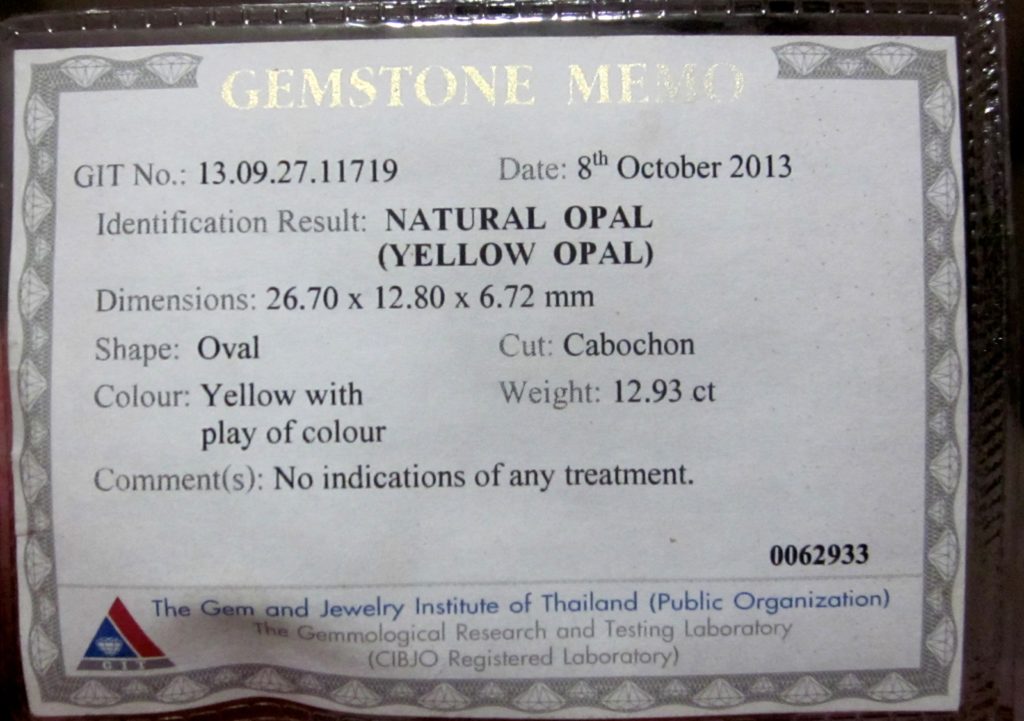 GEMSTONE MEMO
GIT No.: 13.09.27.11719 Date: 8th October 2013
Identification Result: NATURAL OPAL
(YELLOW OPAL)
Dimensions: 26.70 x 12.80 x 6.72 mm
Shape: Oval Cut: Cabochon
Colour: Yellow with Weight: 12.93 ct
play of colour
Comment(s): No indications of any treatment.
0062933
The Gem and Jewelry Institute of Thailand (Public Organization)
The Gemmological Research and Testing Laboratory
GIT (CIBJO Registered Laboratory)